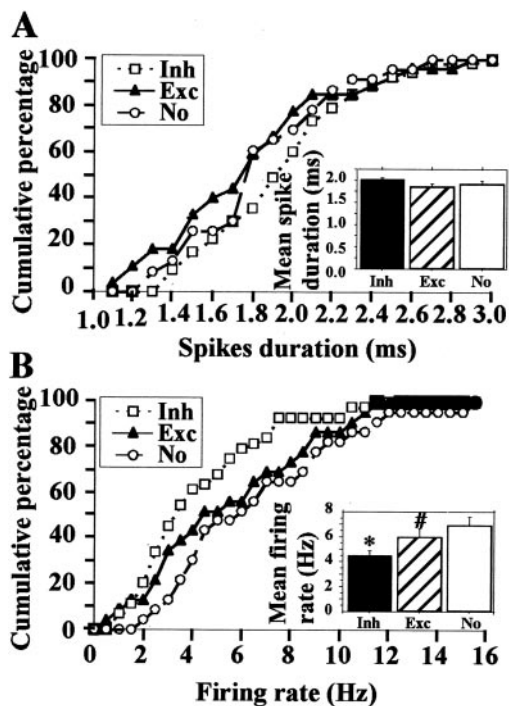 A
Cumulative percentage
100
80
60
40
20
0
Inh
Exc
No
Mean spike
duration (ms)
2.0
1.5
1.0
.5
0.0
Inh Exc No
1.0 1.2 1.4 1.6 1.8 2.0 2.2 2.4 2.6 2.8 3.0
Spikes duration (ms)
B
Cumulative percentage
100
80
60
40
20
0
Inh
Exc
No
Mean firing
rate (Hz)
8
6
4
2
0
* #
Inh Exc No
0 2 4 6 8 10 12 14 16
Firing rate (Hz)